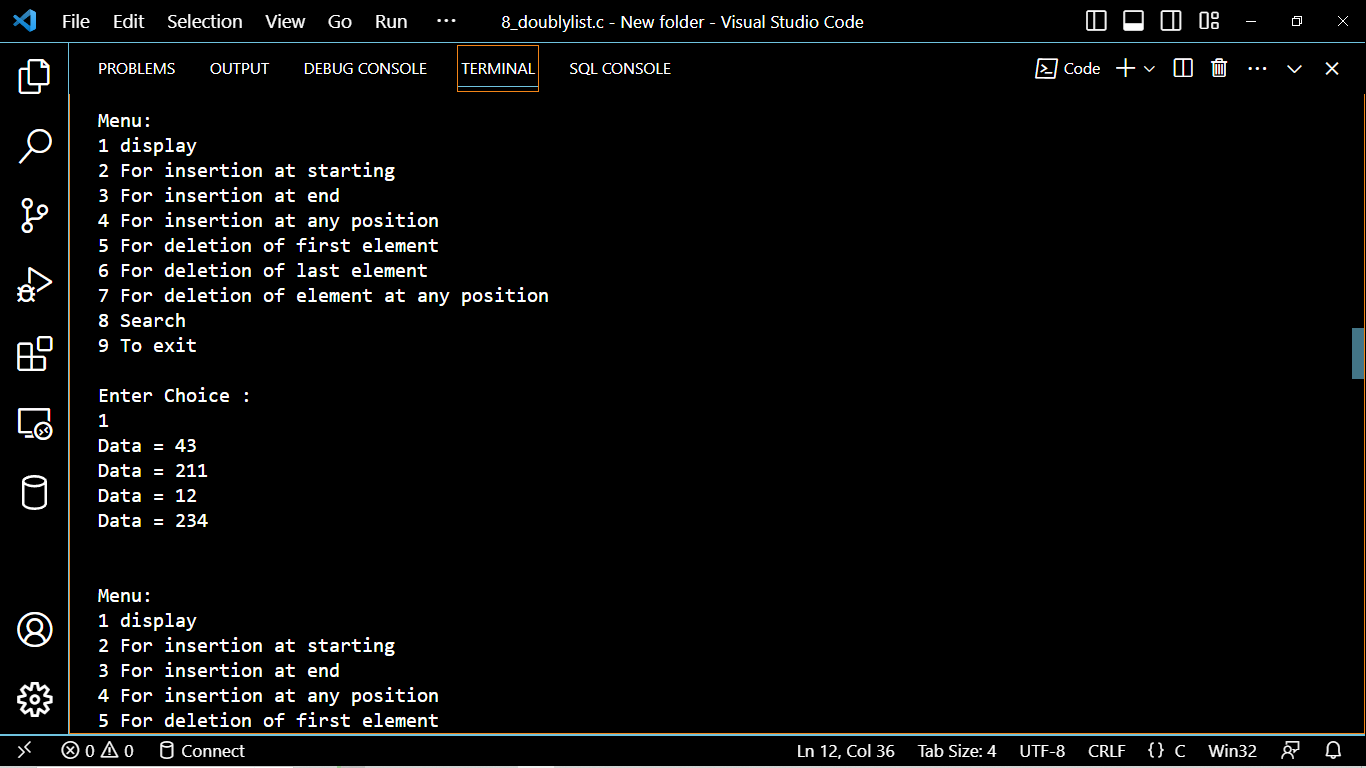 File Edit Selection View Go Run ··· 8_doublylist.c - New folder - Visual Studio Code
PROBLEMS OUTPUT DEBUG CONSOLE TERMINAL SQL CONSOLE Code
Menu:
1 display
2 For insertion at starting
3 For insertion at end
4 For insertion at any position
5 For deletion of first element
6 For deletion of last element
7 For deletion of element at any position
8 Search
9 To exit
Enter Choice :
1
Data = 43
Data = 211
Data = 12
Data = 234
Menu:
1 display
2 For insertion at starting
3 For insertion at end
4 For insertion at any position
5 For deletion of first element
0 0 Connect Ln 12, Col 36 Tab Size: 4 UTF-8 CRLF {} C Win32